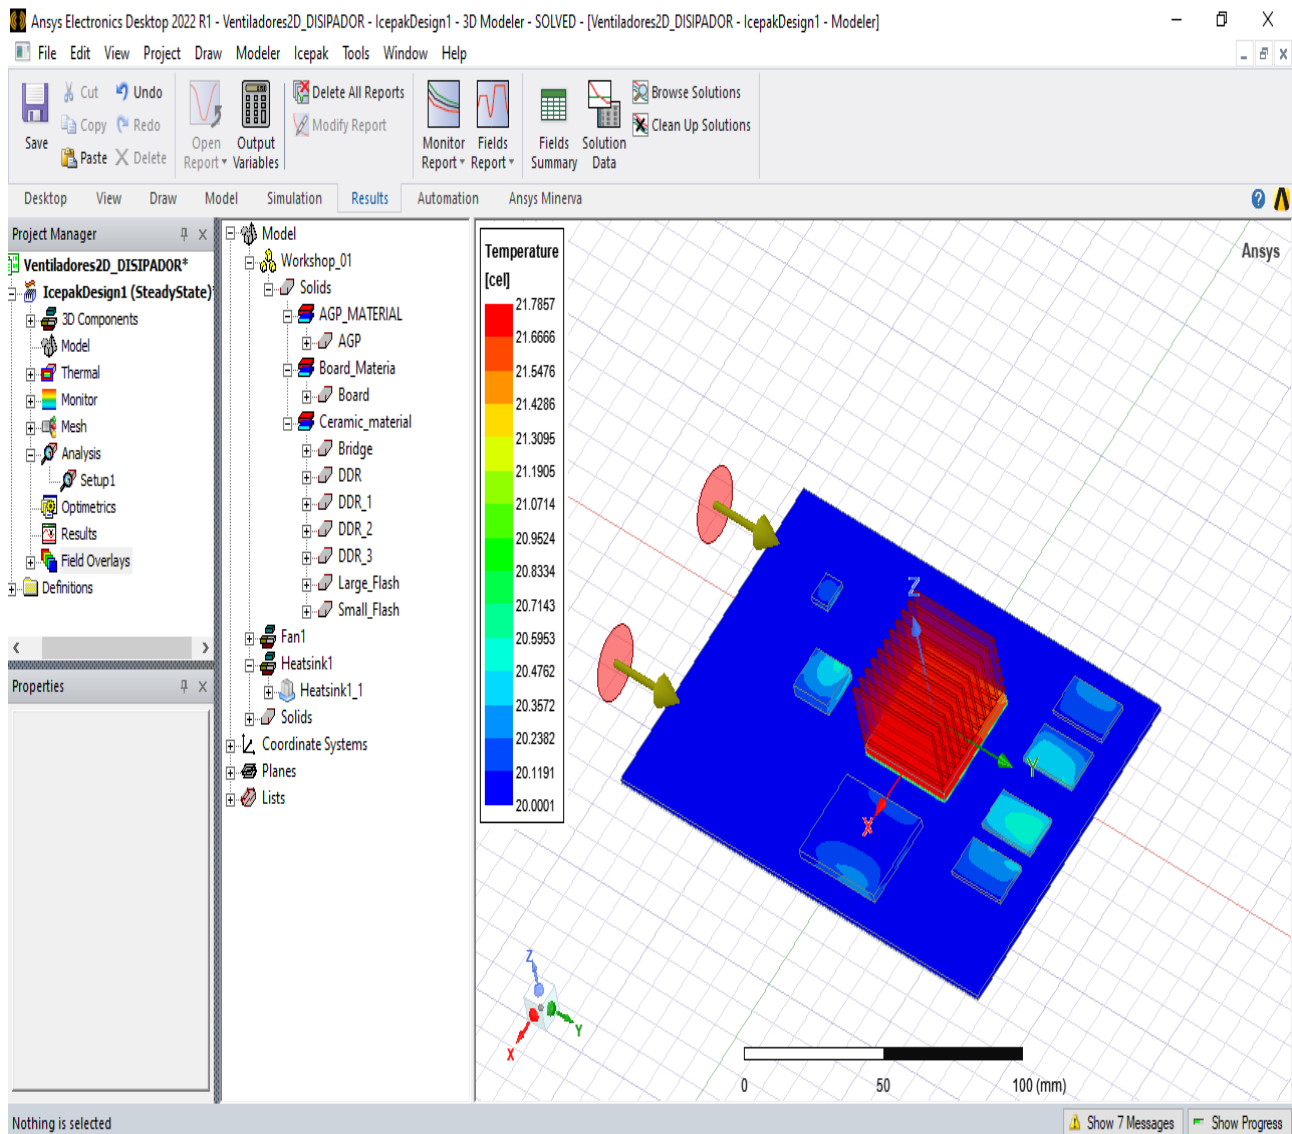 Ansys Electronics Desktop 2022 R1 - Ventiladores2D_DISIPADOR - IcepakDesign1 - 3D Modeler - SOLVED - [Ventiladores2D_DISIPADOR - IcepakDesign1 - Modeler]
File Edit View Project Draw Modeler Icepak Tools Window Help
Save
Cut
Copy
Paste
Undo
Redo
Delete
Open
Report
Output
Variables
Delete All Reports
Modify Report
Monitor
Report
Fields
Report
Fields
Summary
Solution
Data
Browse Solutions
Clean Up Solutions
Desktop View Draw Model Simulation Results Automation Ansys Minerva
Project Manager
Ventiladores2D_DISIPADOR*
IcepakDesign1 (SteadyState)*
3D Components
Model
Thermal
Monitor
Mesh
Analysis
Setup1
Optimetrics
Results
Field Overlays
Definitions
Properties
Model
Workshop_01
Solids
AGP_MATERIAL
AGP
Board_Materia
Board
Ceramic_material
Bridge
DDR
DDR_1
DDR_2
DDR_3
Large_Flash
Small_Flash
Fan1
Heatsink1
Heatsink1_1
Solids
Coordinate Systems
Planes
Lists
Temperature
[cel]
21.7857
21.6666
21.5476
21.4286
21.3095
21.1905
21.0714
20.9524
20.8334
20.7143
20.5953
20.4762
20.3572
20.2382
20.1191
20.0001
Ansys
Z
Y
X
Z
Y
X
0 50 100 (mm)
Nothing is selected
Show 7 Messages
Show Progress